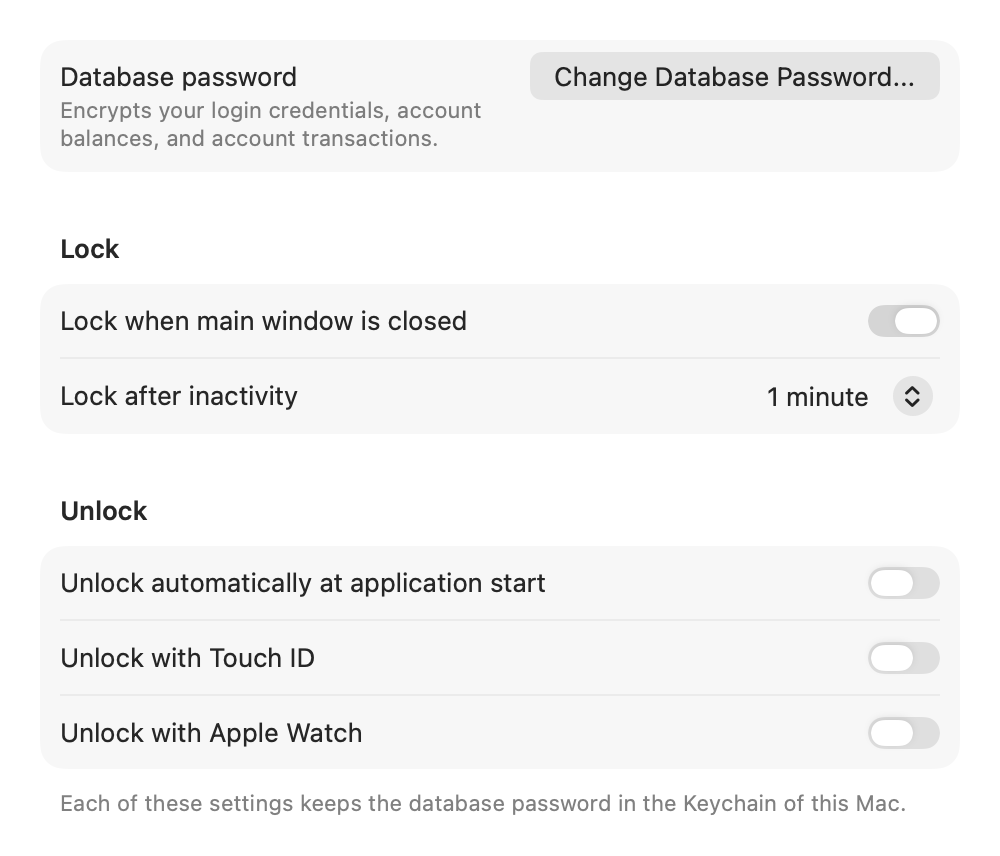 Database password
Change Database Password...
Encrypts your login credentials, account
balances, and account transactions.
Lock
Lock when main window is closed
Lock after inactivity
1 minute
Unlock
Unlock automatically at application start
Unlock with Touch ID
Unlock with Apple Watch
Each of these settings keeps the database password in the Keychain of this Mac.